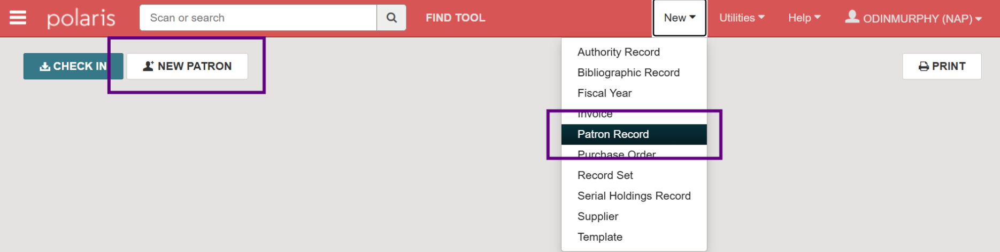 polaris
Scan or search
FIND TOOL
New
Utilities
Help
ODINMURPHY (NAP)
CHECK IN
NEW PATRON
PRINT
Authority Record
Bibliographic Record
Fiscal Year
Invoice
Patron Record
Purchase Order
Record Set
Serial Holdings Record
Supplier
Template